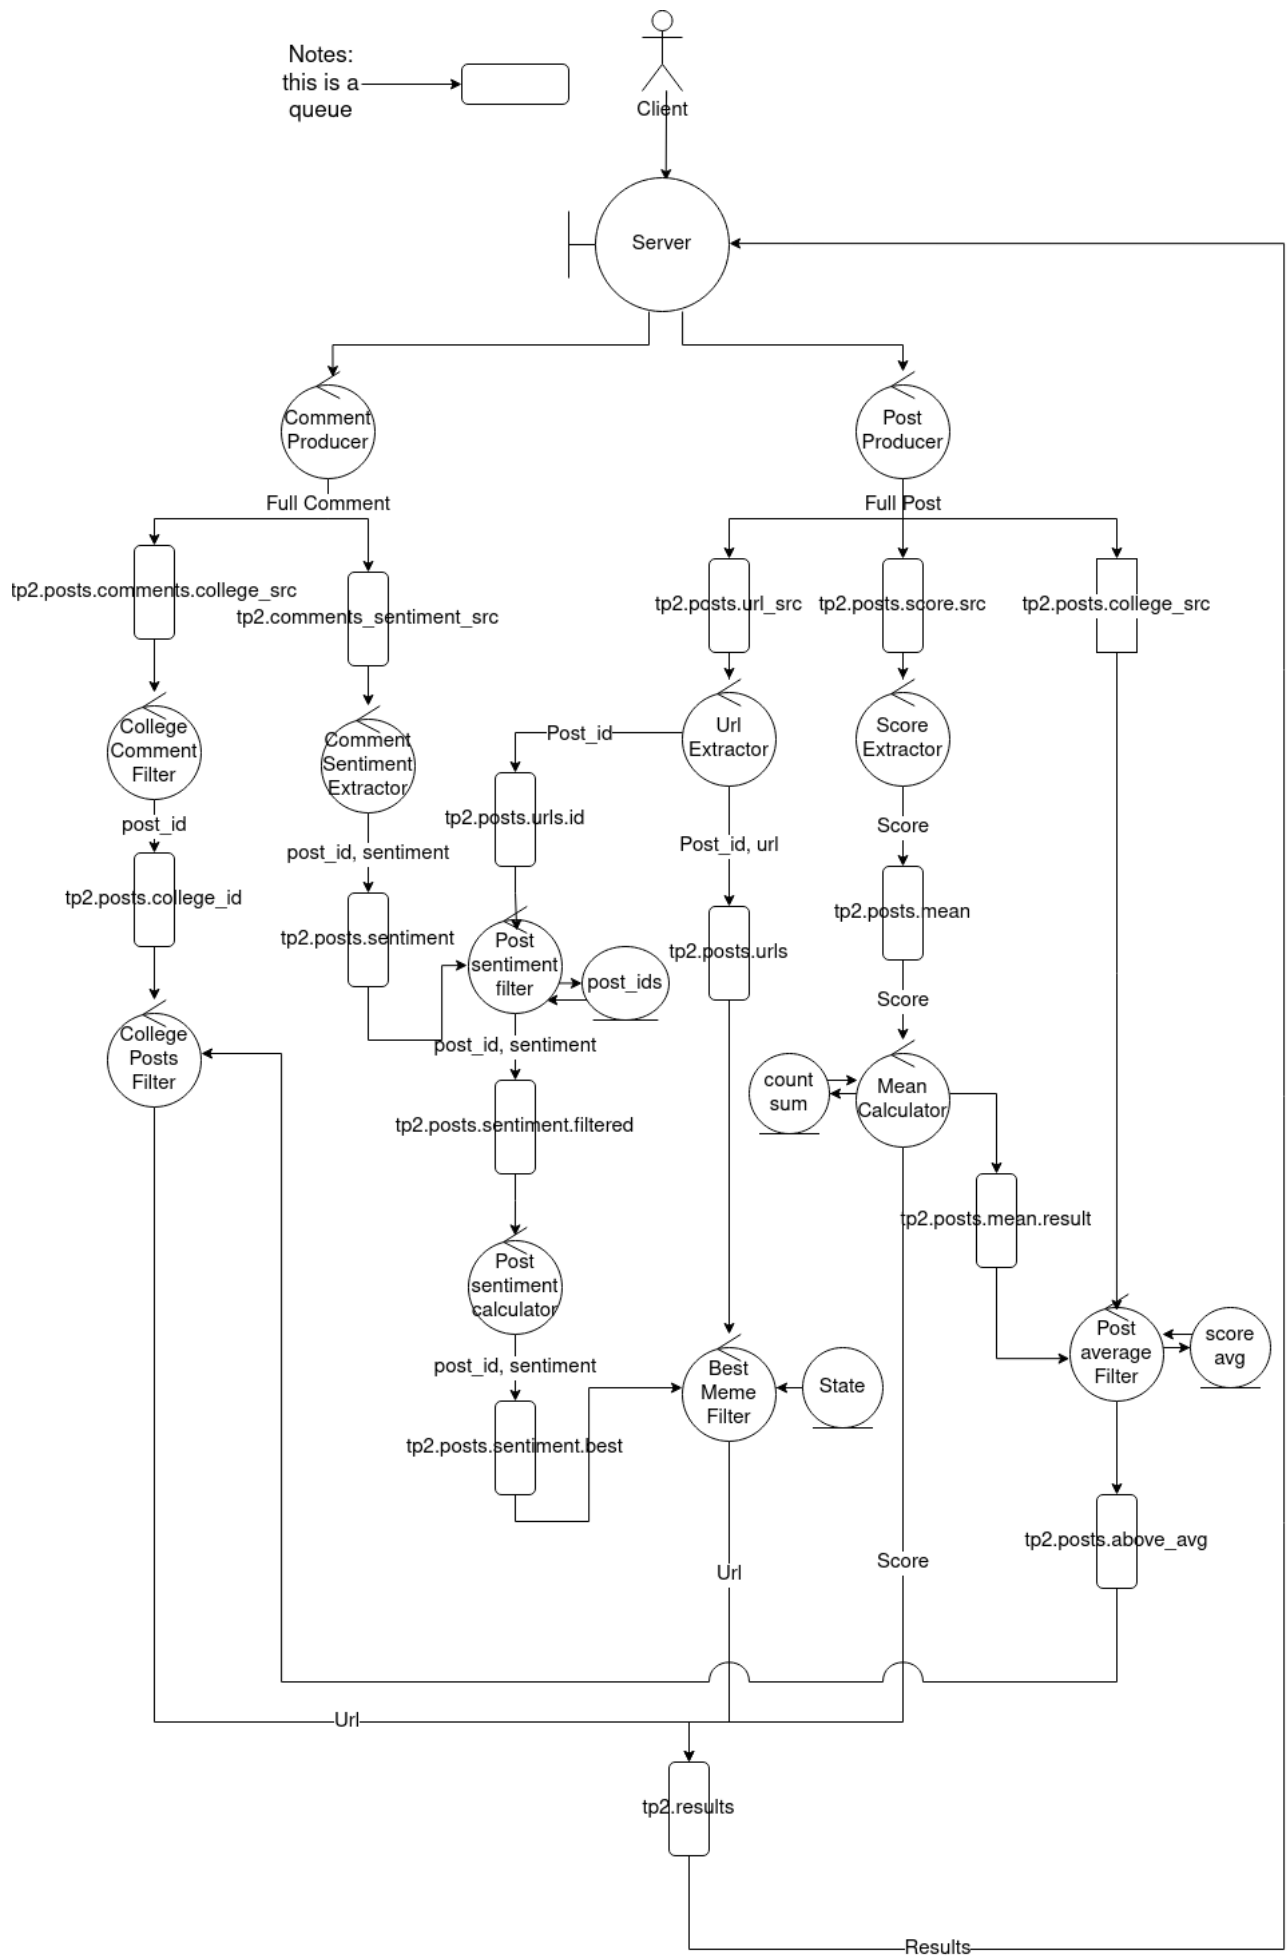 Notes:
this is a
queue
Client
Server
Comment
Producer
Post
Producer
Full Comment
Full Post
tp2.posts.comments.college_src
tp2.comments_sentiment_src
tp2.posts.url_src
tp2.posts.score.src
tp2.posts.college_src
College
Comment
Filter
Comment
Sentiment
Extractor
Post_id
Url
Extractor
Score
Extractor
post_id
post_id, sentiment
tp2.posts.urls.id
Post_id, url
Score
tp2.posts.college_id
tp2.posts.sentiment
Post
sentiment
filter
post_ids
tp2.posts.urls
tp2.posts.mean
Score
College
Posts
Filter
post_id, sentiment
count
sum
Mean
Calculator
tp2.posts.sentiment.filtered
tp2.posts.mean.result
Post
sentiment
calculator
post_id, sentiment
Best
Meme
Filter
State
Post
average
Filter
score
avg
tp2.posts.sentiment.best
tp2.posts.above_avg
Url
Score
Url
tp2.results
Results